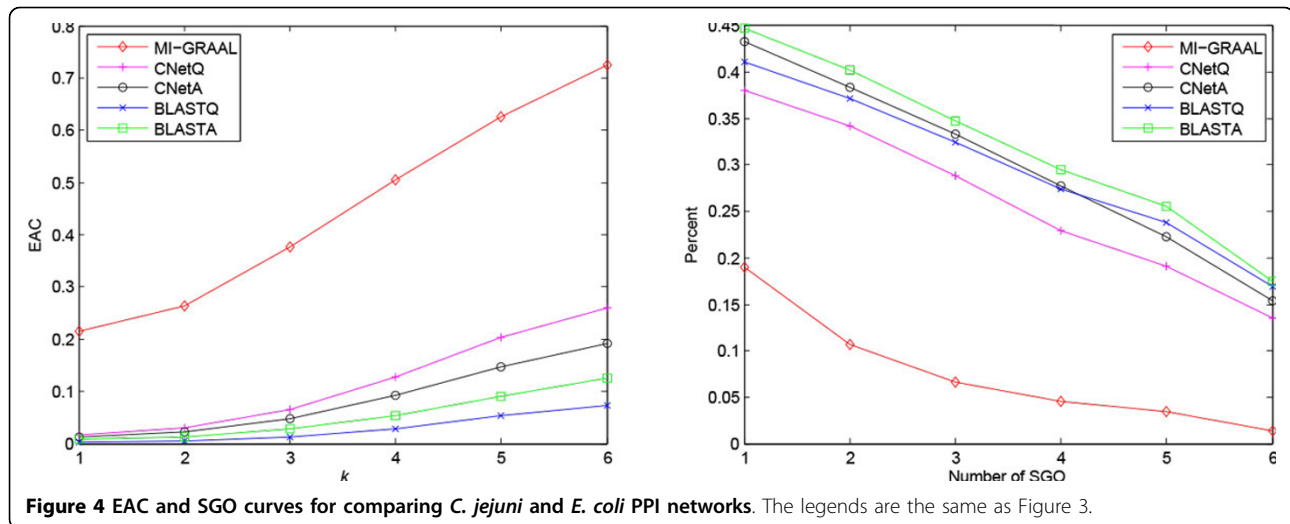 0.8
0.7
0.6
0.5
0.4
0.3
0.2
0.1
0
EAC
1 2 3 4 5 6
k
MI-GRAAL
CNetQ
CNetA
BLASTQ
BLASTA
0.45
0.4
0.35
0.3
0.25
0.2
0.15
0.1
0.05
0
Percent
1 2 3 4 5 6
Number of SGO
MI-GRAAL
CNetQ
CNetA
BLASTQ
BLASTA
Figure 4 EAC and SGO curves for comparing C. jejuni and E. coli PPI networks. The legends are the same as Figure 3.